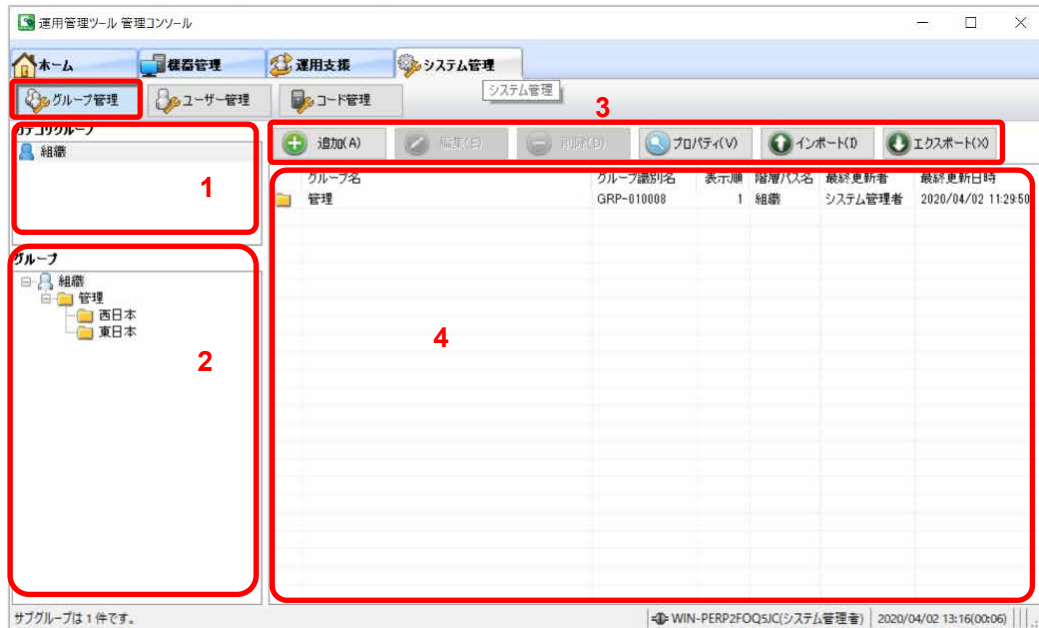 運用管理ツール 管理コンソール
ホーム 機器管理 運用支援 システム管理
グループ管理 ユーザー管理 コード管理 システム管理
3
カテゴリグループ
組織
1
追加(A) 編集(E) 削除(D) プロパティ(V) インポート(I) エクスポート(X)
グループ名 グループ識別名 表示順 階層パス名 最終更新者 最終更新日時
管理 GRP-010008 1 組織 システム管理者 2020/04/02 11:29:50
グループ
組織
管理
西日本
東日本
2
4
サブグループは 1 件です。 WIN-PERP2FOQ5JC(システム管理者) 2020/04/02 13:16(00:06)